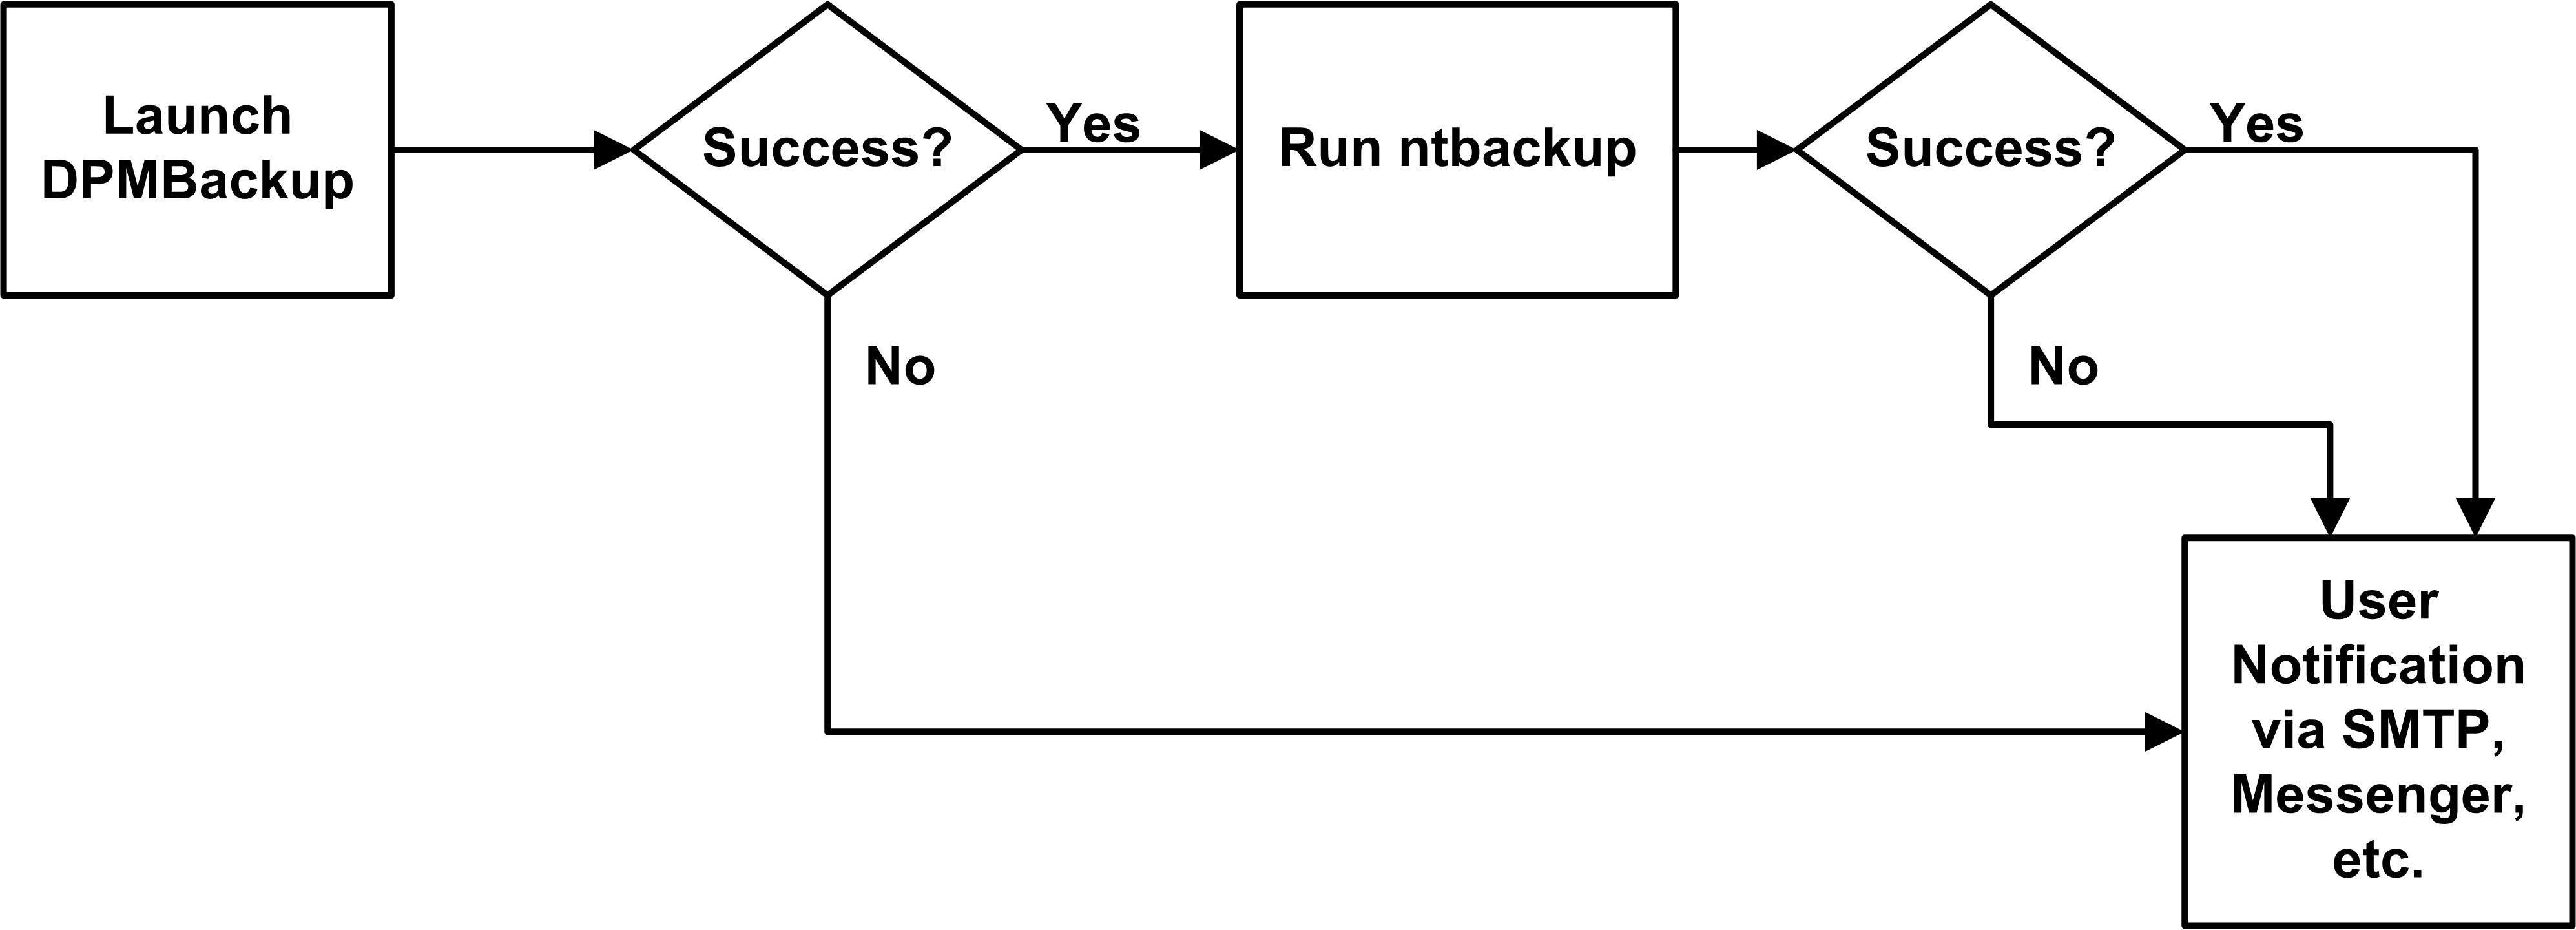 Launch
DPMBackup
Success?
Yes
Run ntbackup
Success?
Yes
No
No
User
Notification
via SMTP,
Messenger,
etc.